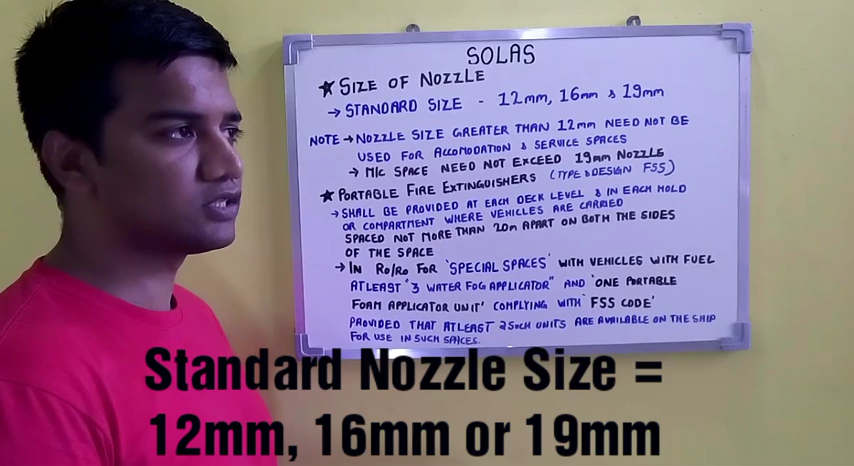 SOLAS
★ SIZE OF NOZZLE
→ STANDARD SIZE - 12mm, 16mm & 19mm
NOTE → NOZZLE SIZE GREATER THAN 12mm NEED NOT BE
USED FOR ACCOMODATION & SERVICE SPACES
→ M/C SPACE NEED NOT EXCEED 19mm NOZZLE
★ PORTABLE FIRE EXTINGUISHERS (TYPE & DESIGN FSS)
→ SHALL BE PROVIDED AT EACH DECK LEVEL & IN EACH HOLD
OR COMPARTMENT WHERE VEHICLES ARE CARRIED
SPACED NOT MORE THAN 20m APART ON BOTH THE SIDES
OF THE SPACE
→ IN RO/RO FOR 'SPECIAL SPACES' WITH VEHICLES WITH FUEL
ATLEAST "3 WATER FOG APPLICATOR" AND 'ONE PORTABLE
FOAM APPLICATOR UNIT' COMPLYING WITH 'FSS CODE'
PROVIDED THAT ATLEAST 2 SUCH UNITS ARE AVAILABLE ON THE SHIP
FOR USE IN SUCH SPACES.
Standard Nozzle Size =
12mm, 16mm or 19mm